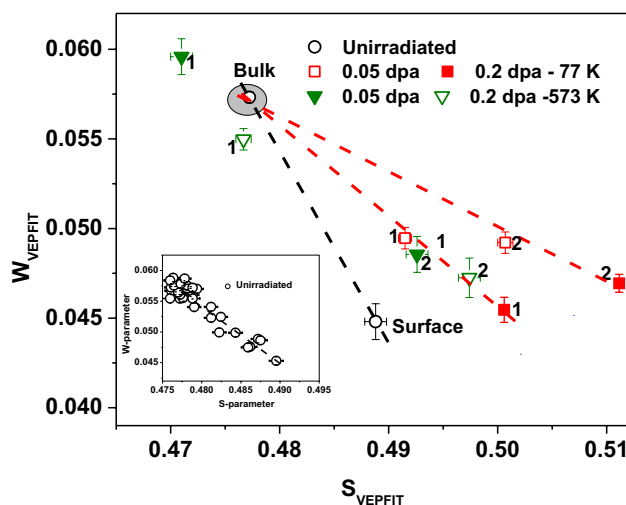 Unirradiated
0.05 dpa 0.2 dpa - 77 K
0.05 dpa 0.2 dpa -573 K
Bulk
1
1
1
1
2
2
2
2
1
Surface
W_VEPFIT
0.060
0.055
0.050
0.045
0.040
0.47 0.48 0.49 0.50 0.51
S_VEPFIT
Unirradiated
W-parameter
0.060
0.055
0.050
0.045
0.475 0.480 0.485 0.490 0.495
S-parameter